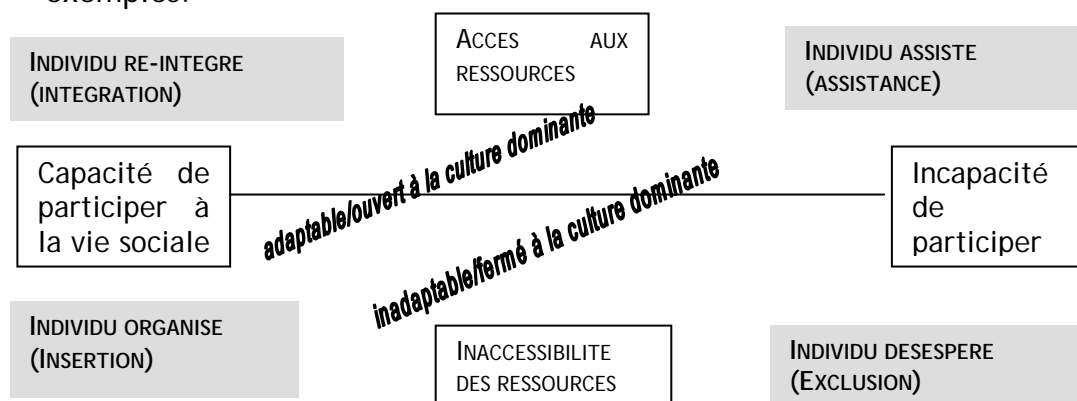 exemples.
INDIVIDU RE-INTEGRE
(INTEGRATION)
ACCES AUX
RESSOURCES
INDIVIDU ASSISTE
(ASSISTANCE)
Capacité de
participer à
la vie sociale
adaptable/ouvert à la culture dominante
inadaptable/fermé à la culture dominante
Incapacité
de
participer
INDIVIDU ORGANISE
(INSERTION)
INACCESSIBILITE
DES RESSOURCES
INDIVIDU DESESPERE
(EXCLUSION)